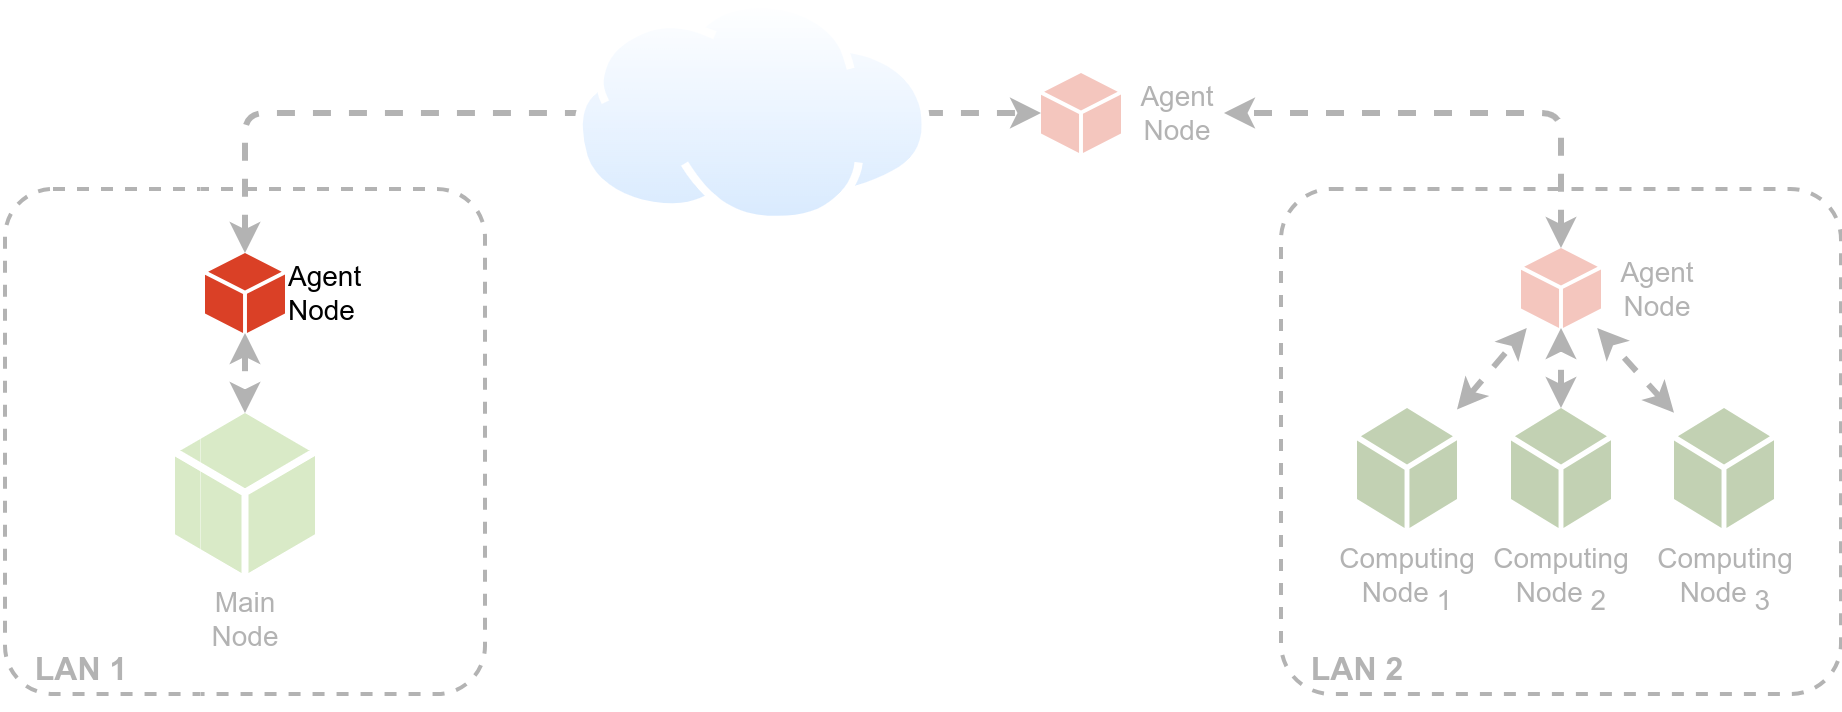 Agent
Node
Agent
Node
Agent
Node
Main
Node
LAN 1
Computing
Node 1
Computing
Node 2
Computing
Node 3
LAN 2